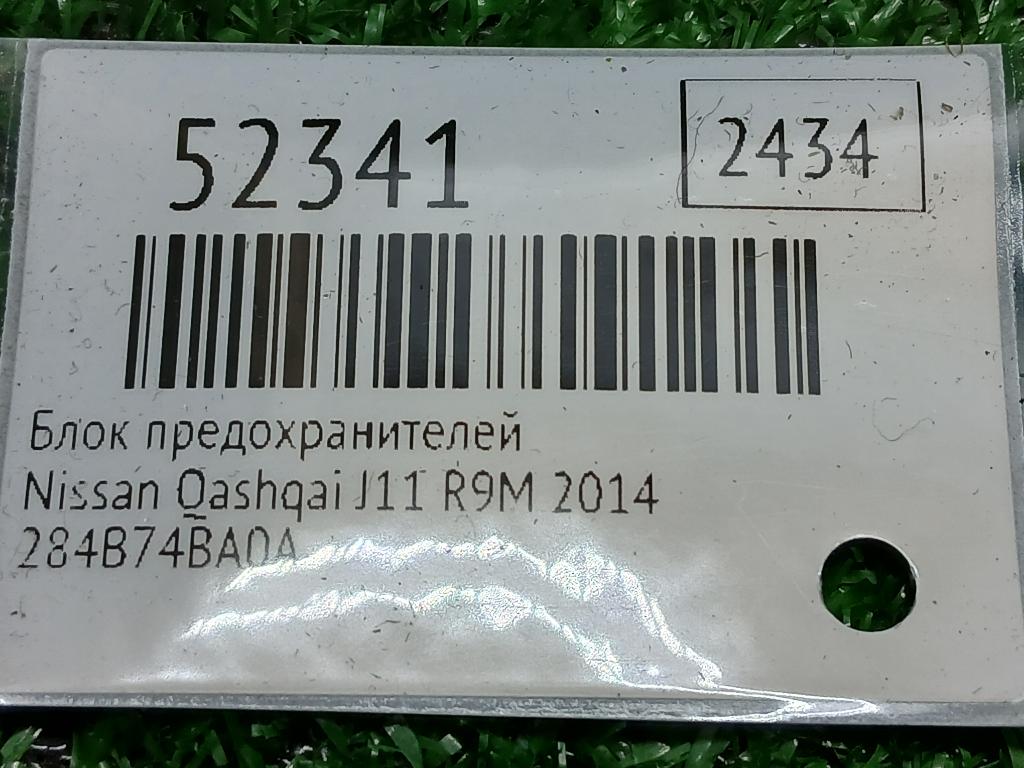 52341
2434
Блок предохранителей
Nissan Qashqai J11 R9M 2014
284B74BA0A